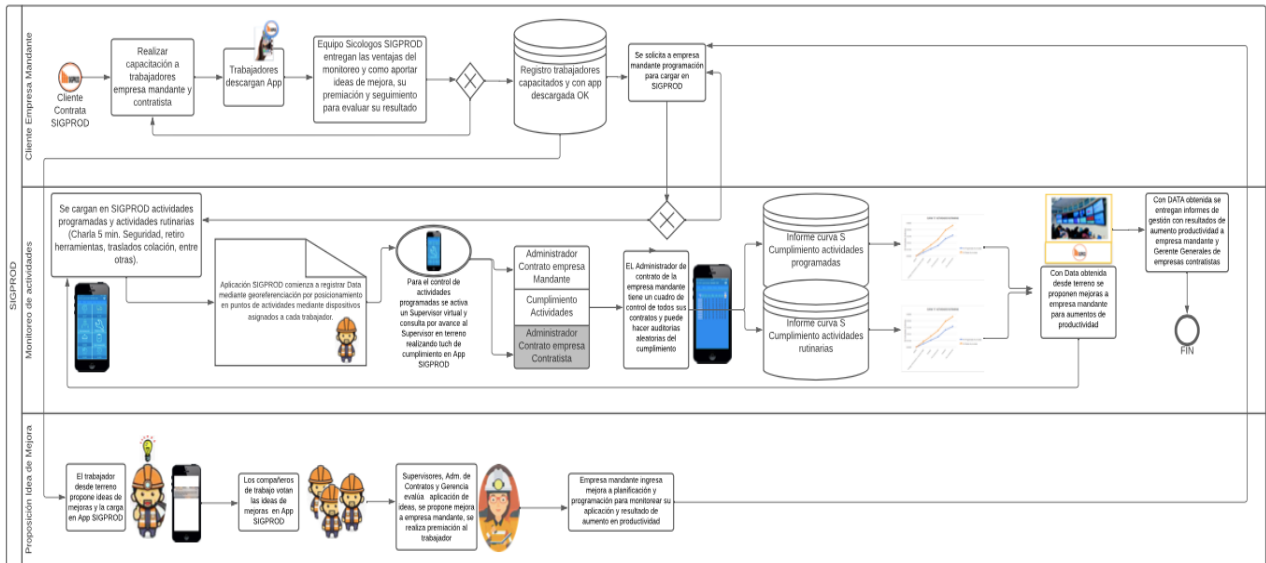 SIGPROD
Cliente Empresa Mandante
Cliente
Contrata
SIGPROD
Realizar
capacitación a
trabajadores
empresa mandante y
contratista
Trabajadores
descargan App
Equipo Sicologos SIGPROD
entregan las ventajas del
monitoreo y como aportar
ideas de mejora, su
premiación y seguimiento
para evaluar su resultado
Registro trabajadores
capacitados y con app
descargada OK
Se solicita a empresa
mandante programación
para cargar en
SIGPROD
Monitoreo de actividades
Se cargan en SIGPROD actividades
programadas y actividades rutinarias
(Charla 5 min. Seguridad, retiro
herramientas, traslados colación, entre
otras).
Aplicación SIGPROD comienza a registrar Data
mediante georeferenciación por posicionamiento
en puntos de actividades mediante dispositivos
asignados a cada trabajador.
Para el control de
actividades
programadas se activa
un Supervisor virtual y
consulta por avance al
Supervisor en terreno
realizando tuch de
cumplimiento en App
SIGPROD
Administrador
Contrato empresa
Mandante
Cumplimiento
Actividades
Administrador
Contrato empresa
Contratista
EL Administrador de
contrato de la
empresa mandante
tiene un cuadro de
control de todos sus
contratos y puede
hacer auditorias
aleatorias del
cumplimiento
Informe curva S
Cumplimiento actividades
programadas
Informe curva S
Cumplimiento actividades
rutinarias
Con Data obtenida
desde terreno se
proponen mejoras a
empresa mandante
para aumentos de
productividad
Con DATA obtenida se
entregan informes de
gestión con resultados de
aumento productividad a
empresa mandante y
Gerente Generales de
empresas contratistas
FIN
Proposición Idea de Mejora
El trabajador
desde terreno
propone ideas de
mejoras y la carga
en App SIGPROD
Los compañeros
de trabajo votan
las ideas de
mejoras en App
SIGPROD
Supervisores, Adm. de
Contratos y Gerencia
evalúa aplicación de
ideas, se propone mejora
a empresa mandante, se
realiza premiación al
trabajador
Empresa mandante ingresa
mejora a planificación y
programación para monitorear su
aplicación y resultado de
aumento en productividad